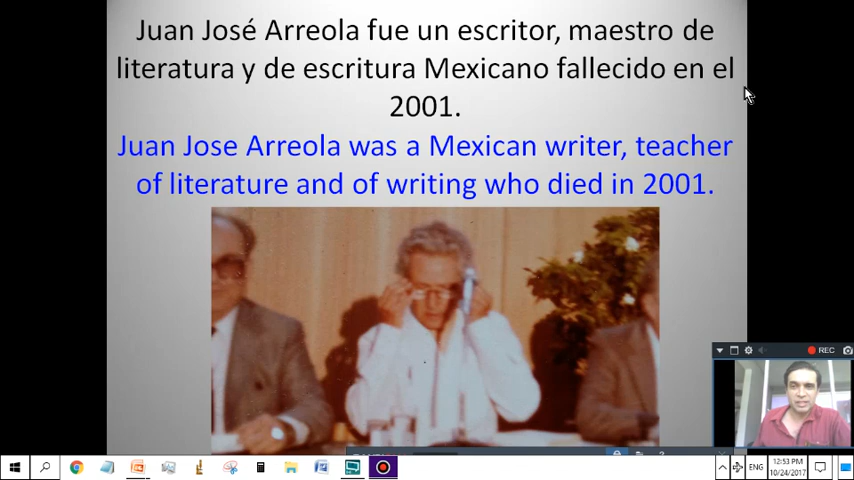 Juan José Arreola fue un escritor, maestro de
literatura y de escritura Mexicano fallecido en el
2001.
Juan Jose Arreola was a Mexican writer, teacher
of literature and of writing who died in 2001.
REC
ENG
12:53 PM
10/24/2017